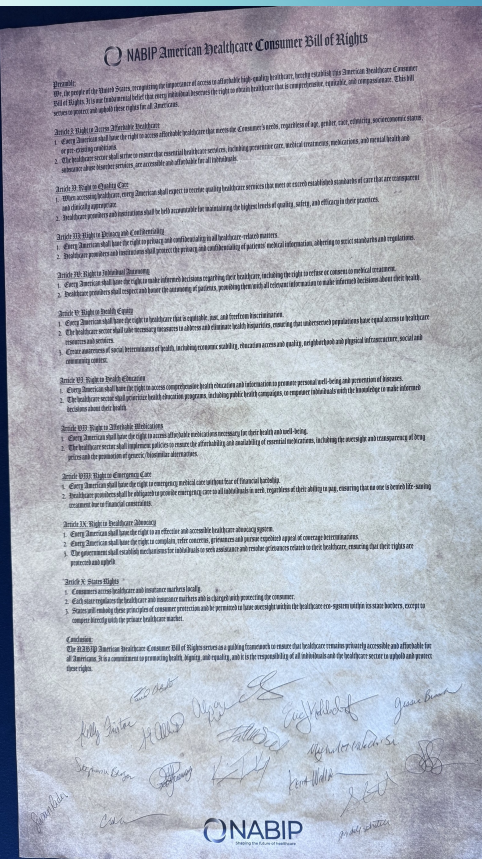 NABIP American Healthcare Consumer Bill of Rights
Preamble:
We, the people of the United States, recognizing the importance of access to affordable high-quality healthcare, hereby establish this American Healthcare Consumer
Bill of Rights. It is our fundamental belief that every individual deserves the right to obtain healthcare that is comprehensive, equitable, and compassionate. This bill
serves to protect and uphold these rights for all Americans.
Article I: Right to Access Affordable Healthcare
1. Every American shall have the right to access affordable healthcare that meets the Consumer's needs, regardless of age, gender, race, ethnicity, socioeconomic status,
or pre-existing conditions.
2. The healthcare sector shall strive to ensure that essential healthcare services, including preventive care, medical treatments, medications, and mental health and
substance abuse disorder services, are accessible and affordable for all individuals.
Article II: Right to Quality Care
1. When accessing healthcare, every American shall expect to receive quality healthcare services that meet or exceed established standards of care that are transparent
and clinically appropriate.
2. Healthcare providers and institutions shall be held accountable for maintaining the highest levels of quality, safety, and efficacy in their practices.
Article III: Right to Privacy and Confidentiality
1. Every American shall have the right to privacy and confidentiality in all healthcare-related matters.
2. Healthcare providers and institutions shall protect the privacy and confidentiality of patients' medical information, adhering to strict standards and regulations.
Article IV: Right to Individual Autonomy
1. Every American shall have the right to make informed decisions regarding their healthcare, including the right to refuse or consent to medical treatment.
2. Healthcare providers shall respect and honor the autonomy of patients, providing them with all relevant information to make informed decisions about their health.
Article V: Right to Health Equity
1. Every American shall have the right to healthcare that is equitable, just, and free from discrimination.
2. The healthcare sector shall take necessary measures to address and eliminate health disparities, ensuring that underserved populations have equal access to healthcare
resources and services.
3. Create awareness of social determinants of health, including economic stability, education access and quality, neighborhood and physical infrastructure, social and
community context.
Article VI: Right to Health Education
1. Every American shall have the right to access comprehensive health education and information to promote personal well-being and prevention of diseases.
2. The healthcare sector shall prioritize health education programs, including public health campaigns, to empower individuals with the knowledge to make informed
decisions about their health.
Article VII: Right to Affordable Medications
1. Every American shall have the right to access affordable medications necessary for their health and well-being.
2. The healthcare sector shall implement policies to ensure the affordability and availability of essential medications, including the oversight and transparency of drug
prices and the promotion of generic/biosimilar alternatives.
Article VIII: Right to Emergency Care
1. Every American shall have the right to emergency medical care without fear of financial hardship.
2. Healthcare providers shall be obligated to provide emergency care to all individuals in need, regardless of their ability to pay, ensuring that no one is denied life-saving
treatment due to financial constraints.
Article IX: Right to Healthcare Advocacy
1. Every American shall have the right to an effective and accessible healthcare advocacy system.
2. Every American shall have the right to complain, refer concerns, grievances and pursue expedited appeal of coverage determinations.
3. The government shall establish mechanisms for individuals to seek assistance and resolve grievances related to their healthcare, ensuring that their rights are
protected and upheld.
Article X: States Rights
1. Consumers access healthcare and insurance markets locally.
2. Each state regulates the healthcare and insurance markets and is charged with protecting the consumer.
3. States will embody these principles of consumer protection and be permitted to have oversight within the healthcare eco-system within its state borders, except to
compete directly with the private healthcare market.
Conclusion:
The NABIP American Healthcare Consumer Bill of Rights serves as a guiding framework to ensure that healthcare remains privately accessible and affordable for
all Americans. It is a commitment to promoting health, dignity, and equality, and it is the responsibility of all individuals and the healthcare sector to uphold and protect
these rights.
Kelly
NABIP
Shaping the future of healthcare